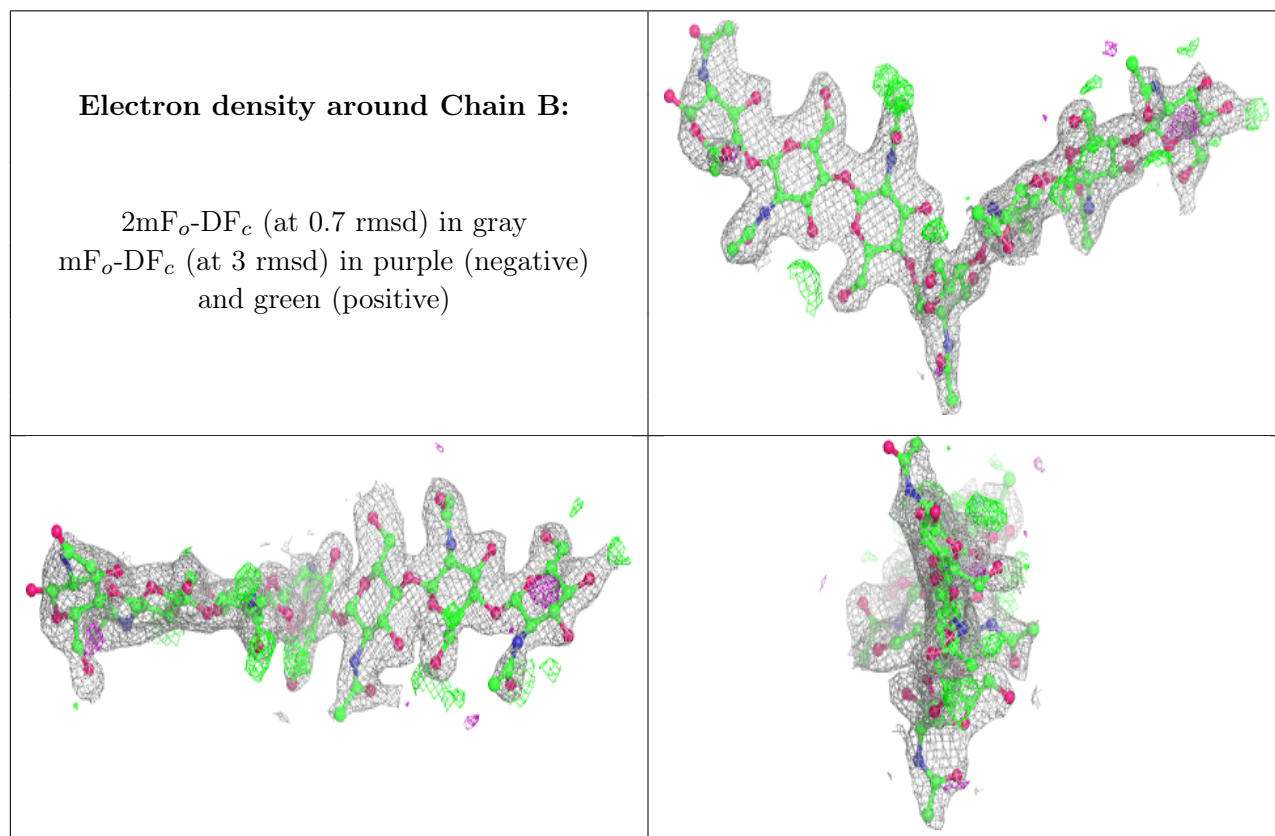 Electron density around Chain B:
2mFₒ-DF𝒸 (at 0.7 rmsd) in gray
mFₒ-DF𝒸 (at 3 rmsd) in purple (negative)
and green (positive)